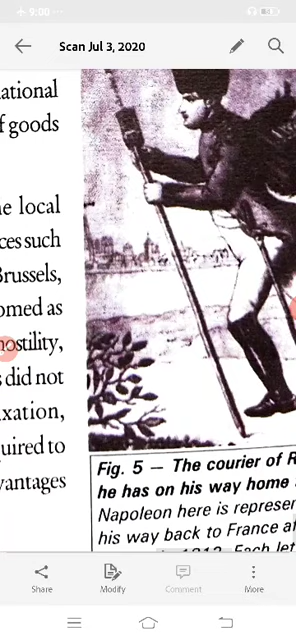 9:00
Scan Jul 3, 2020
ational
f goods
e local
ces such
Brussels,
omed as
hostility,
did not
xation,
uired to
vantages
Fig. 5 – The courier of R
he has on his way home
Napoleon here is represen
his way back to France af
Each let
Share
Modify
Comment
More